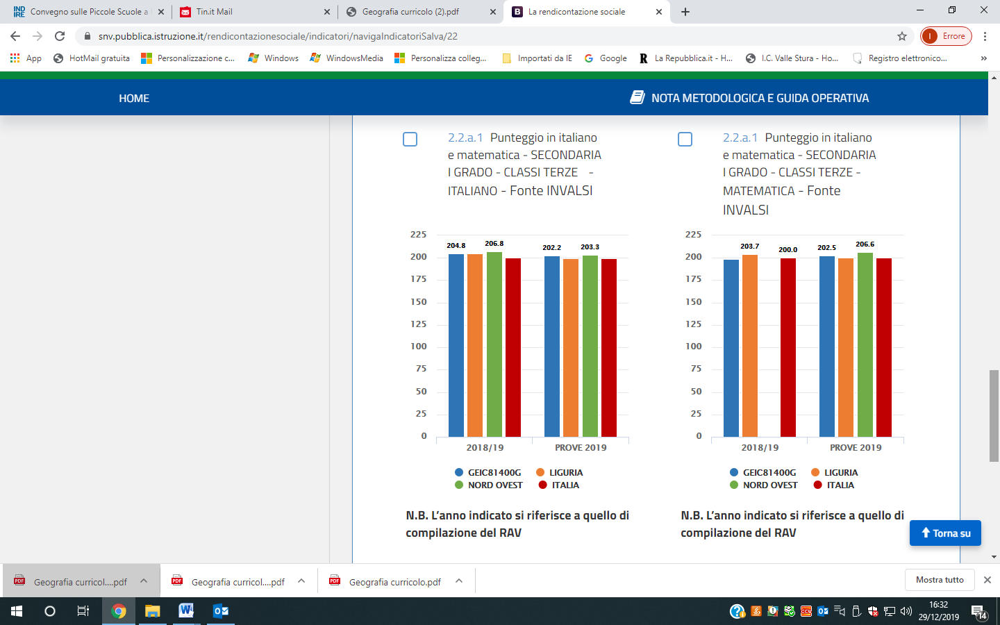 Convegno sulle Piccole Scuole a
Tin.it Mail
Geografia curricolo (2).pdf
La rendicontazione sociale
snv.pubblica.istruzione.it/rendicontazionesociale/indicatori/navigaIndicatoriSalva/22
I
Errore
App
HotMail gratuita
Personalizzazione c...
Windows
WindowsMedia
Personalizza colleg...
Importati da IE
Google
La Repubblica.it - H...
I.C. Valle Stura - Ho...
Registro elettronico...
»
HOME
NOTA METODOLOGICA E GUIDA OPERATIVA
2.2.a.1 Punteggio in italiano
e matematica - SECONDARIA
I GRADO - CLASSI TERZE -
ITALIANO - Fonte INVALSI
225
200
175
150
125
100
75
50
25
0
204.8
206.8
202.2
203.3
2018/19
PROVE 2019
GEIC81400G
LIGURIA
NORD OVEST
ITALIA
N.B. L’anno indicato si riferisce a quello di
compilazione del RAV
2.2.a.1 Punteggio in italiano
e matematica - SECONDARIA
I GRADO - CLASSI TERZE -
MATEMATICA - Fonte
INVALSI
225
200
175
150
125
100
75
50
25
0
203.7
200.0
202.5
206.6
2018/19
PROVE 2019
GEIC81400G
LIGURIA
NORD OVEST
ITALIA
N.B. L’anno indicato si riferisce a quello di
compilazione del RAV
Torna su
Geografia curricol....pdf
Geografia curricol....pdf
Geografia curricolo.pdf
Mostra tutto
16:32
29/12/2019
14